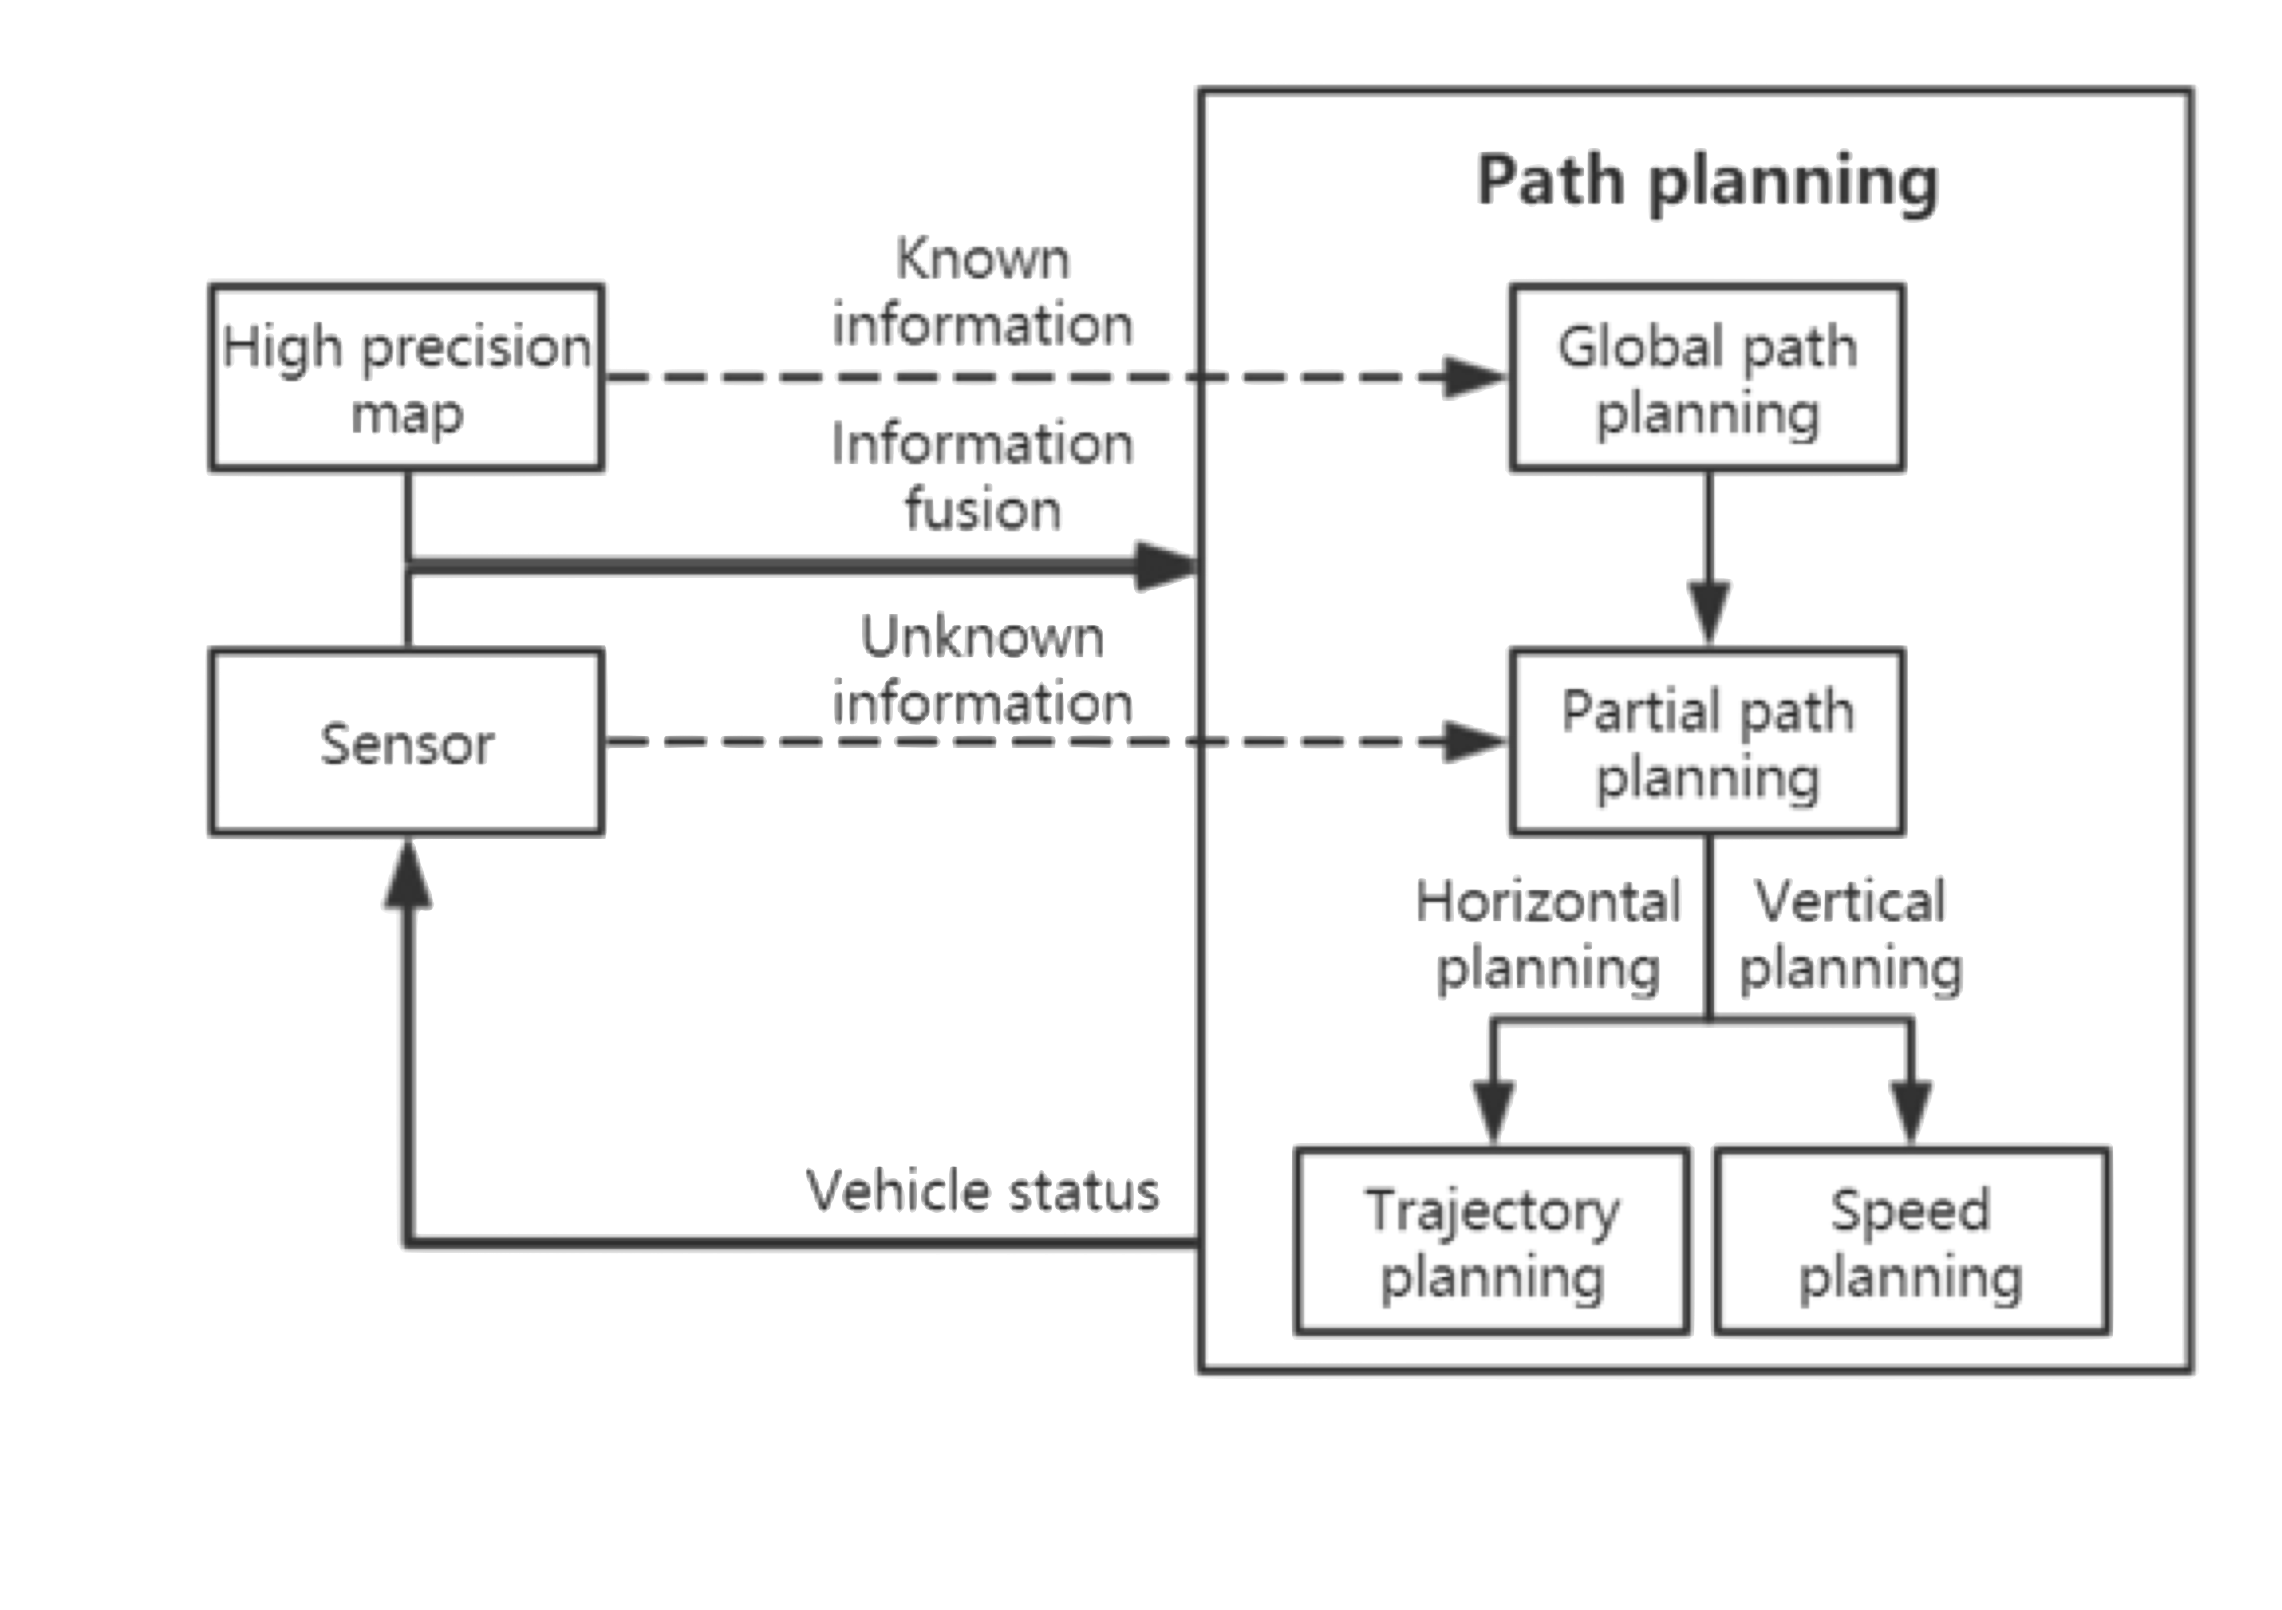 Path planning
Known
information
High precision
map
Global path
planning
Information
fusion
Unknown
information
Sensor
Partial path
planning
Horizontal
planning
Vertical
planning
Vehicle status
Trajectory
planning
Speed
planning